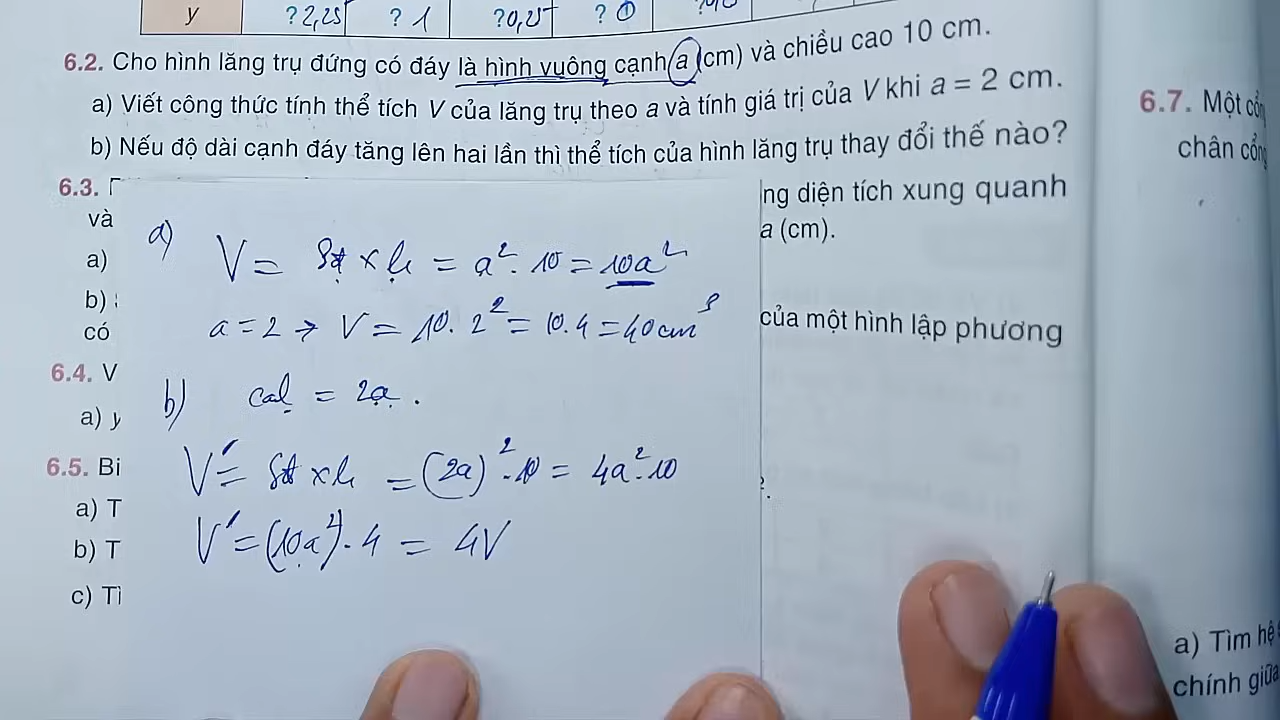 y ? 2,25 ? 1 ? 0,25 ? 0
6.2. Cho hình lăng trụ đứng có đáy là hình vuông cạnh a (cm) và chiều cao 10 cm.
a) Viết công thức tính thể tích V của lăng trụ theo a và tính giá trị của V khi a = 2 cm.
b) Nếu độ dài cạnh đáy tăng lên hai lần thì thể tích của hình lăng trụ thay đổi thế nào?
6.3. ng diện tích xung quanh
và a (cm).
a)
b)
có của một hình lập phương
6.4. V
a) y
6.5. Bi
a) T
b) T
c) Tì
a) V = Sđ × h = a². 10 = 10a²
a = 2 → V = 10. 2² = 10.4 = 40cm³
b) = 2a.
V' = Sđ × h = (2a)².10 = 4a².10
V' = (10a²).4 = 4V
6.7. Một cổng
chân cổng
a) Tìm hệ
chính giữa